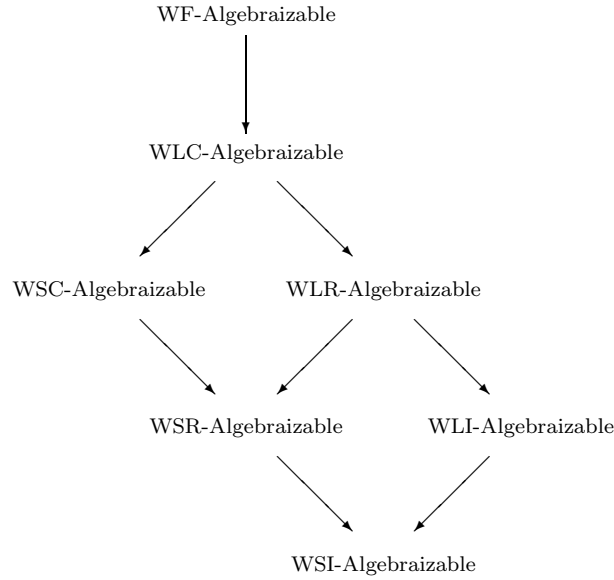 WF-Algebraizable
WLC-Algebraizable
WSC-Algebraizable
WLR-Algebraizable
WSR-Algebraizable
WLI-Algebraizable
WSI-Algebraizable